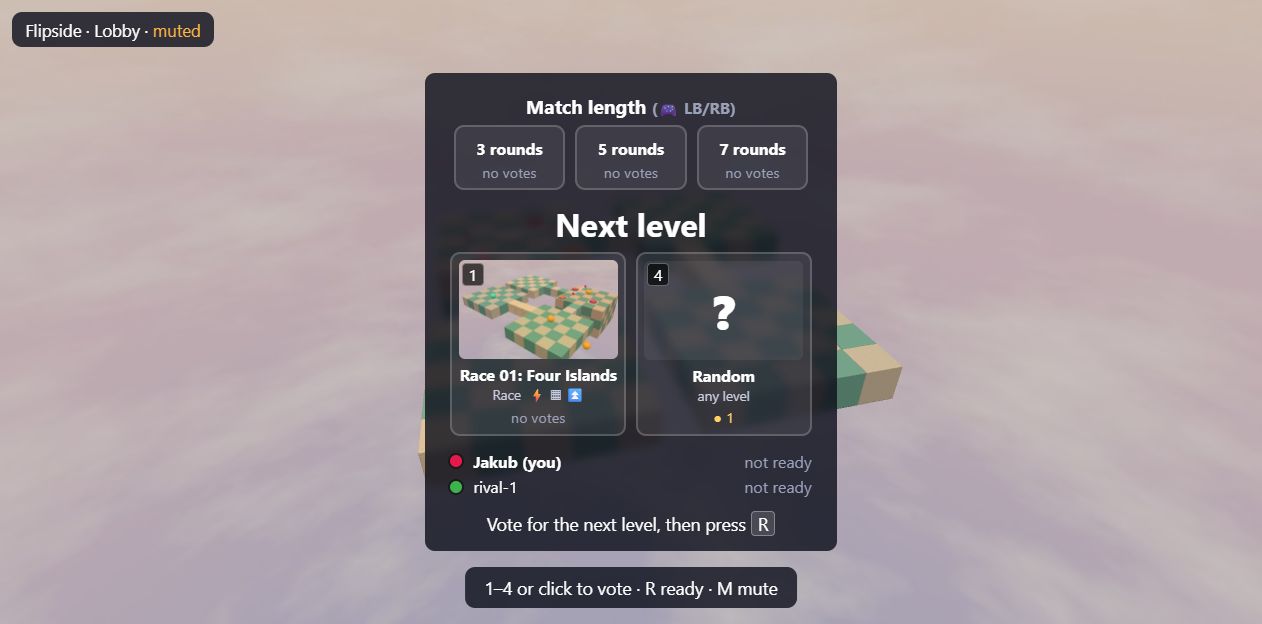 Flipside · Lobby · muted
Match length (🎮 LB/RB)
3 rounds
no votes
5 rounds
no votes
7 rounds
no votes
Next level
1
Race 01: Four Islands
Race
no votes
4
?
Random
any level
● 1
Jakub (you) not ready
rival-1 not ready
Vote for the next level, then press R
1–4 or click to vote · R ready · M mute